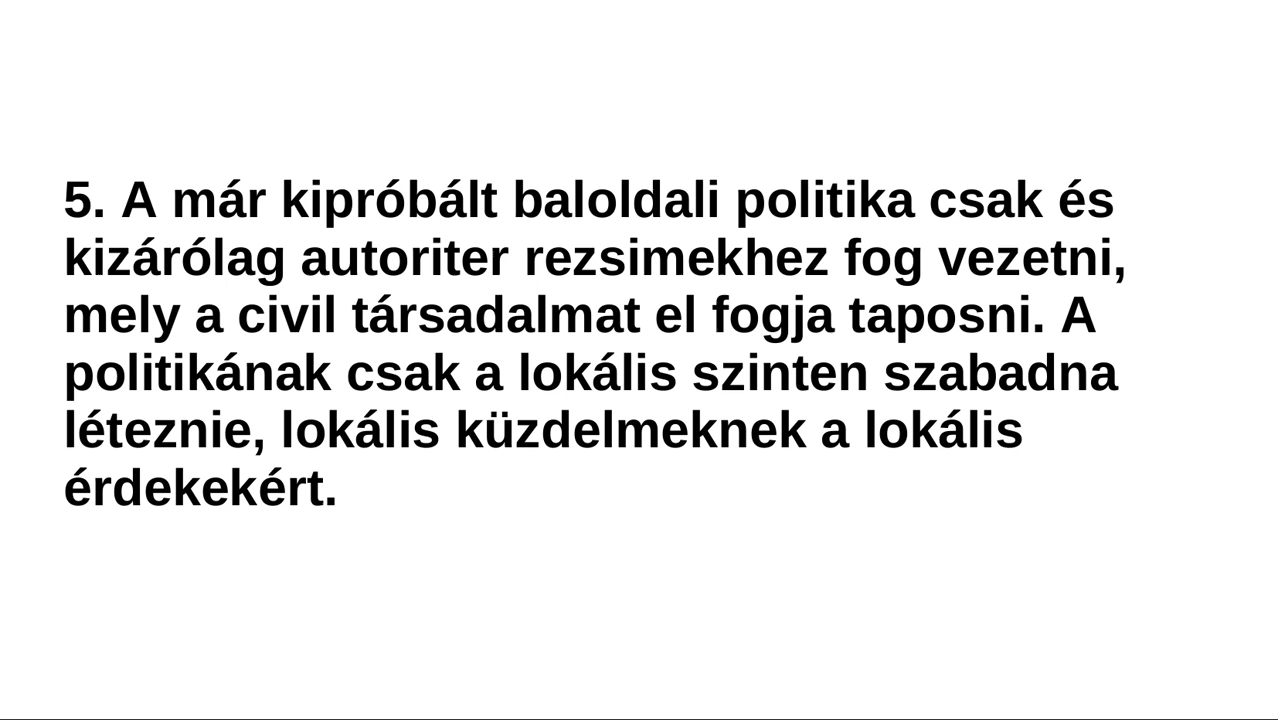 5. A már kipróbált baloldali politika csak és
kizárólag autoriter rezsimekhez fog vezetni,
mely a civil társadalmat el fogja taposni. A
politikának csak a lokális szinten szabadna
léteznie, lokális küzdelmeknek a lokális
érdekekért.